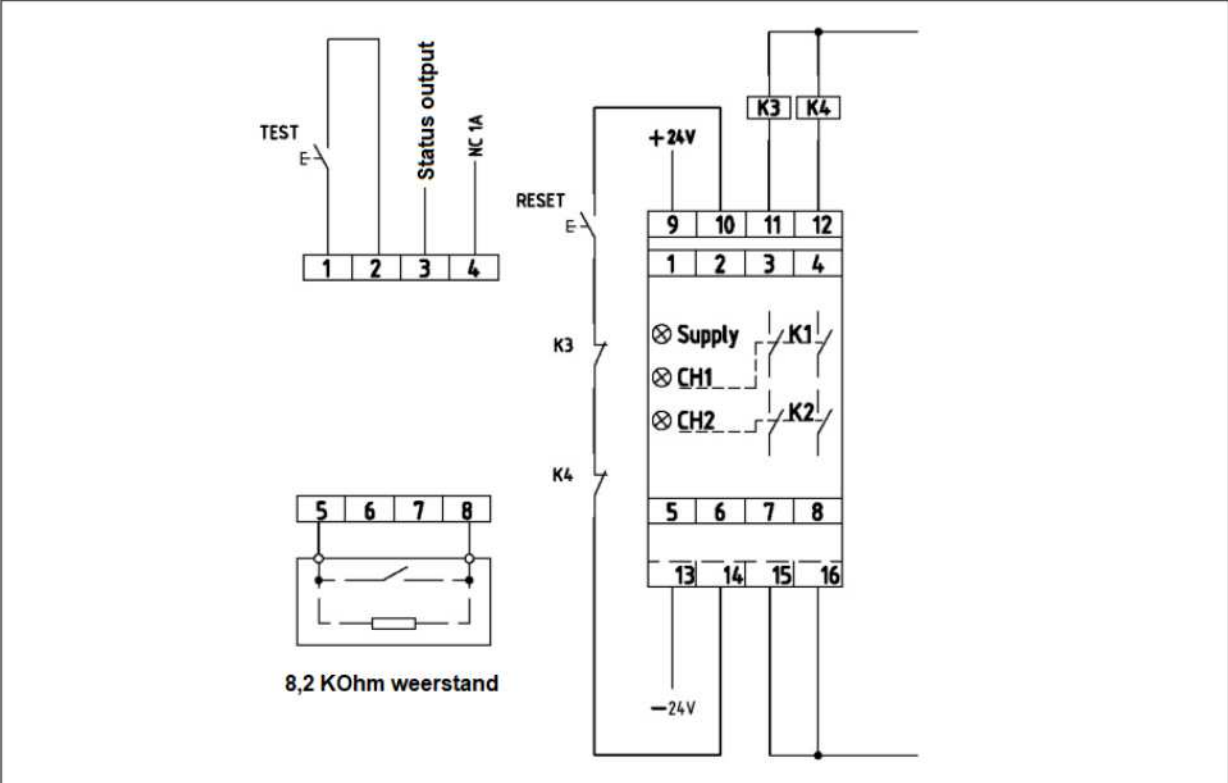 TEST
Status output
NC 1A
1 2 3 4
K3 K4
+24V
RESET
9 10 11 12
1 2 3 4
K3
Supply
K1
CH1
CH2
K2
K4
5 6 7 8
5 6 7 8
13 14 15 16
8,2 KOhm weerstand
−24V